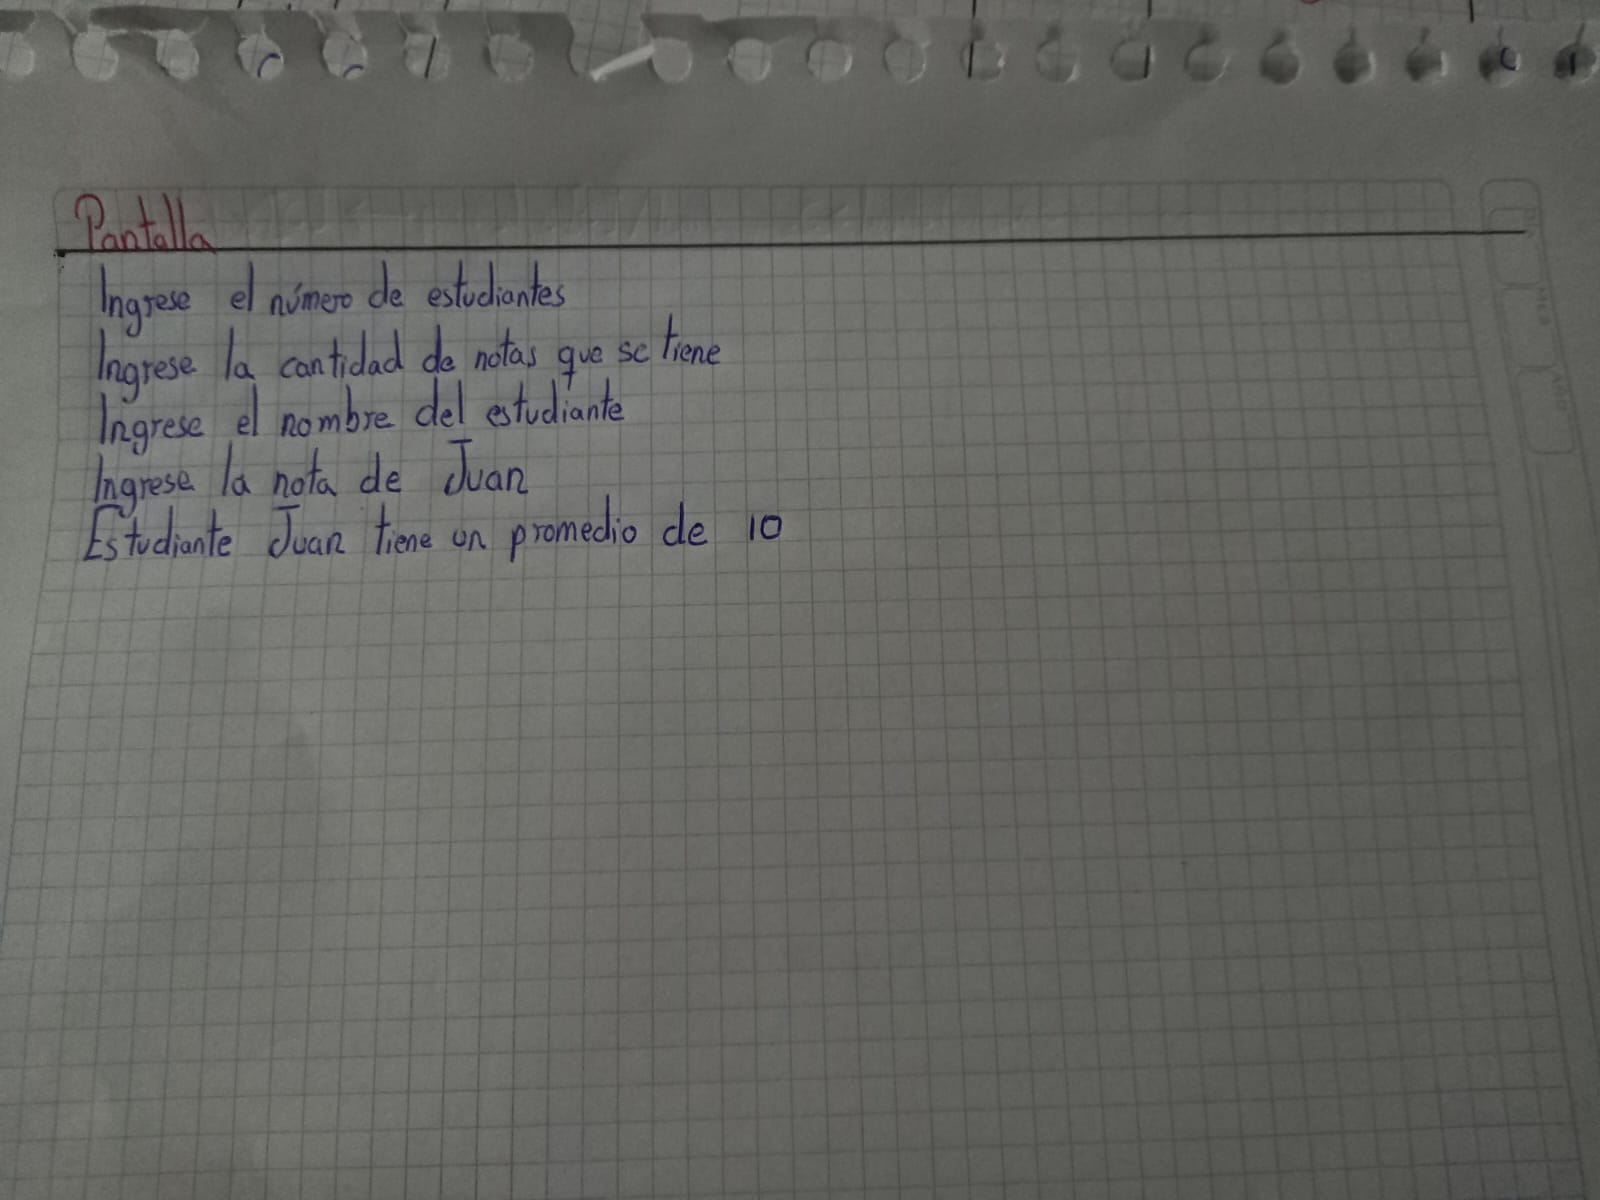 Pantalla
Ingrese el número de estudiantes
Ingrese la cantidad de notas que se tiene
Ingrese el nombre del estudiante
Ingrese la nota de Juan
Estudiante Juan tiene un promedio de 10